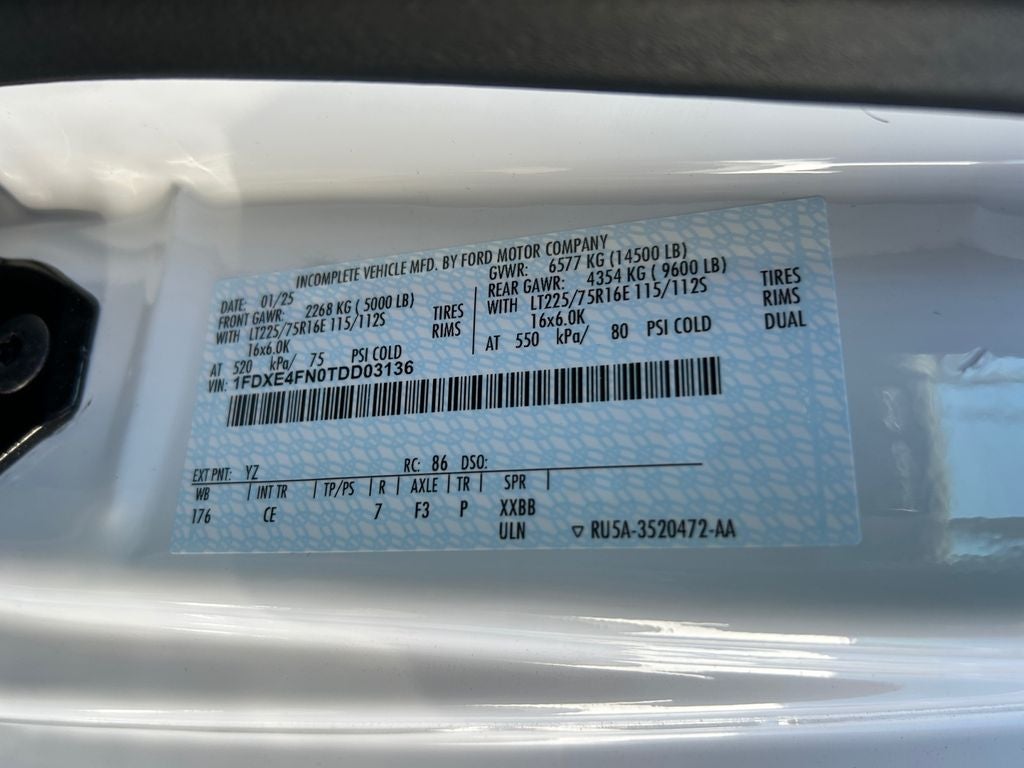 INCOMPLETE VEHICLE MFD. BY FORD MOTOR COMPANY
DATE: 01/25
FRONT GAWR: 2268 KG ( 5000 LB)
WITH LT225/75R16E 115/112S TIRES
16x6.0K RIMS
AT 520 kPa/ 75 PSI COLD
GVWR: 6577 KG (14500 LB)
REAR GAWR: 4354 KG ( 9600 LB)
WITH LT225/75R16E 115/112S TIRES
16x6.0K RIMS
AT 550 kPa/ 80 PSI COLD DUAL
VIN: 1FDXE4FN0TDD03136
EXT PNT: YZ RC: 86 DSO:
WB INT TR TP/PS R AXLE TR SPR
176 CE 7 F3 P XXBB
ULN ▽ RU5A-3520472-AA